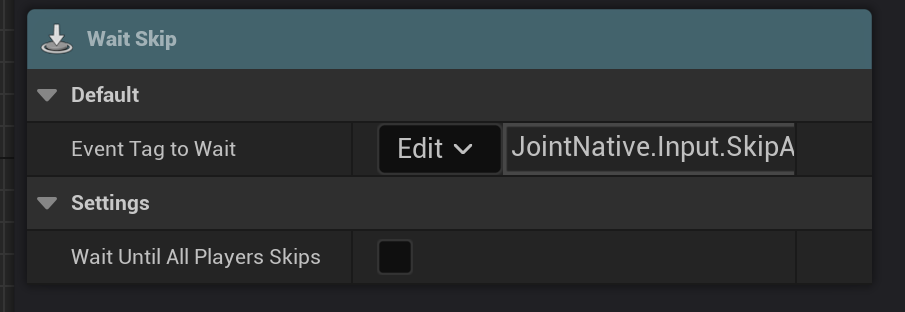 Wait Skip
Default
Event Tag to Wait Edit JointNative.Input.SkipA
Settings
Wait Until All Players Skips